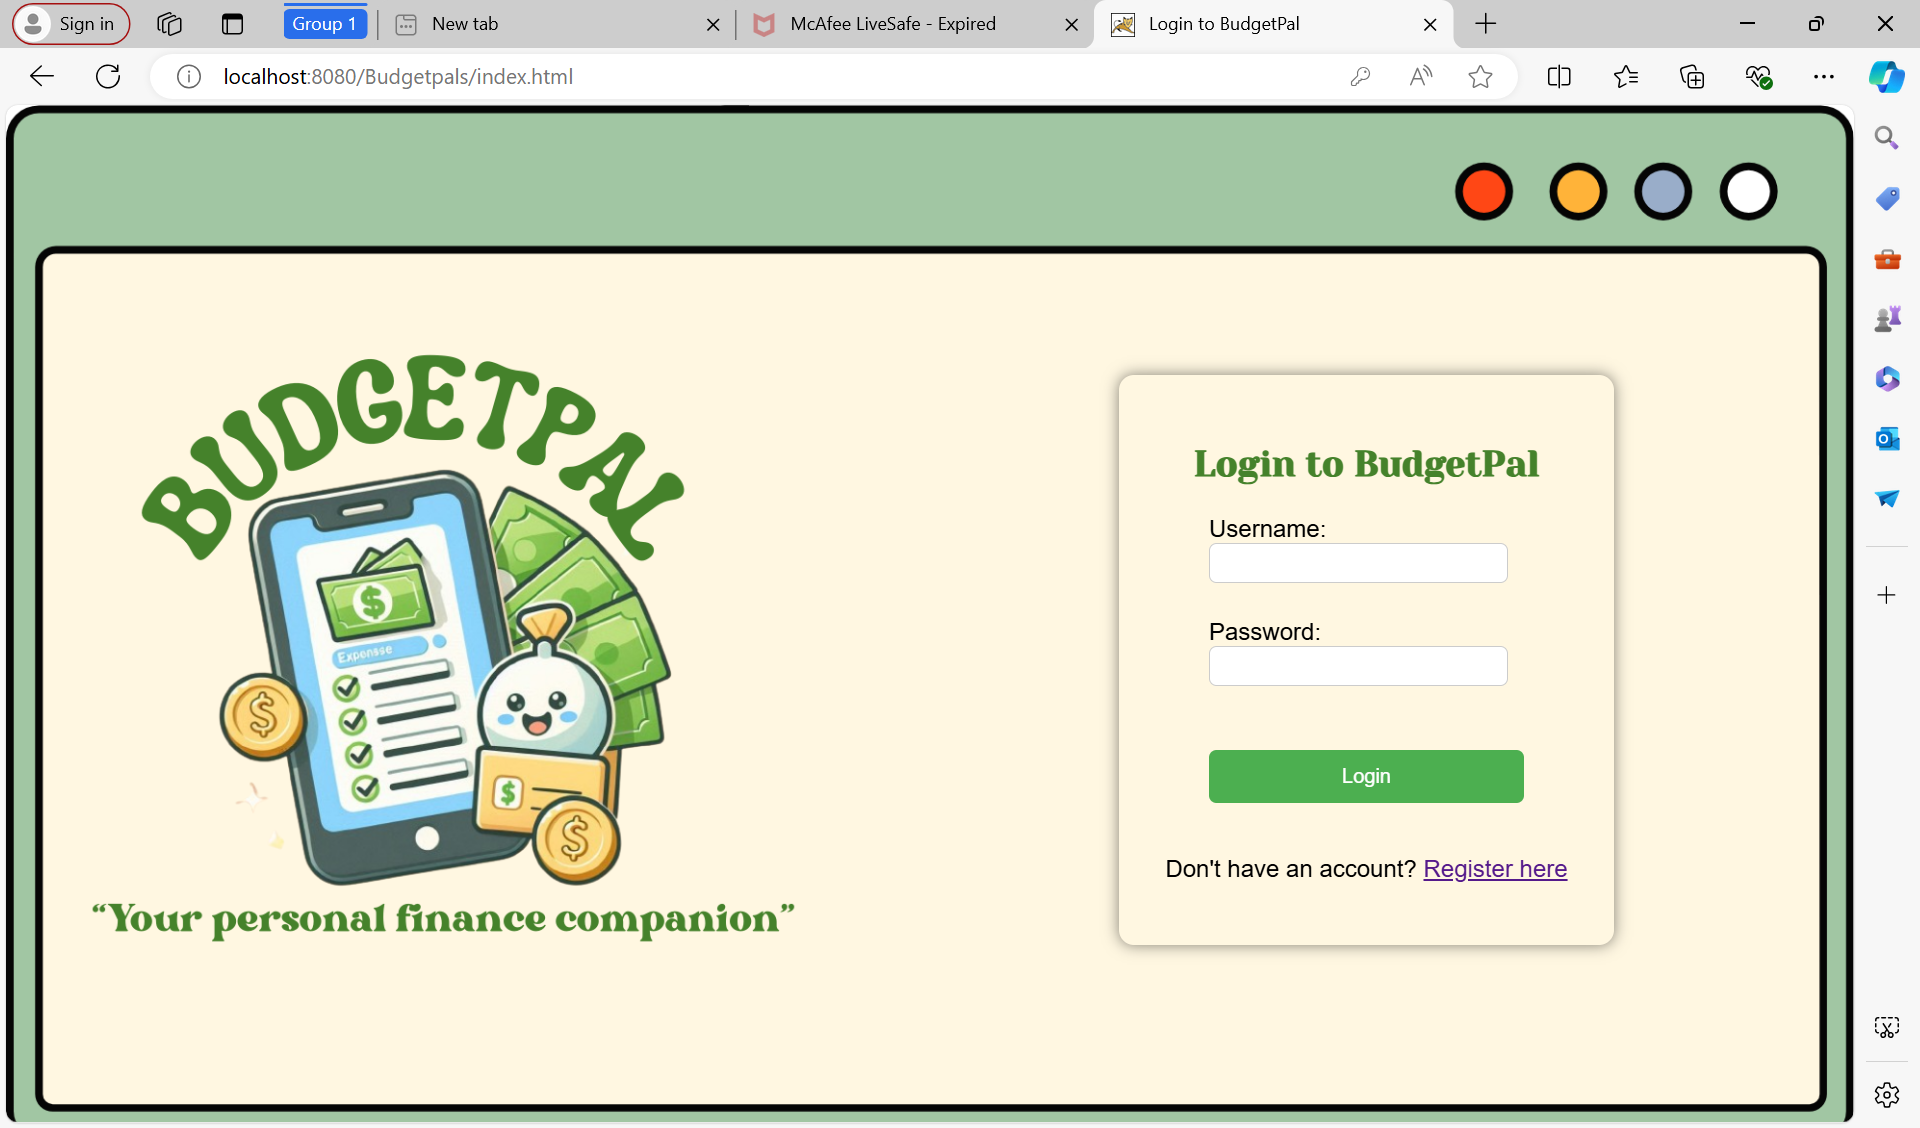 Sign in
Group 1
New tab
McAfee LiveSafe - Expired
Login to BudgetPal
localhost:8080/Budgetpals/index.html
BUDGETPAL
Expensse
“Your personal finance companion”
Login to BudgetPal
Username:
Password:
Login
Don't have an account? Register here